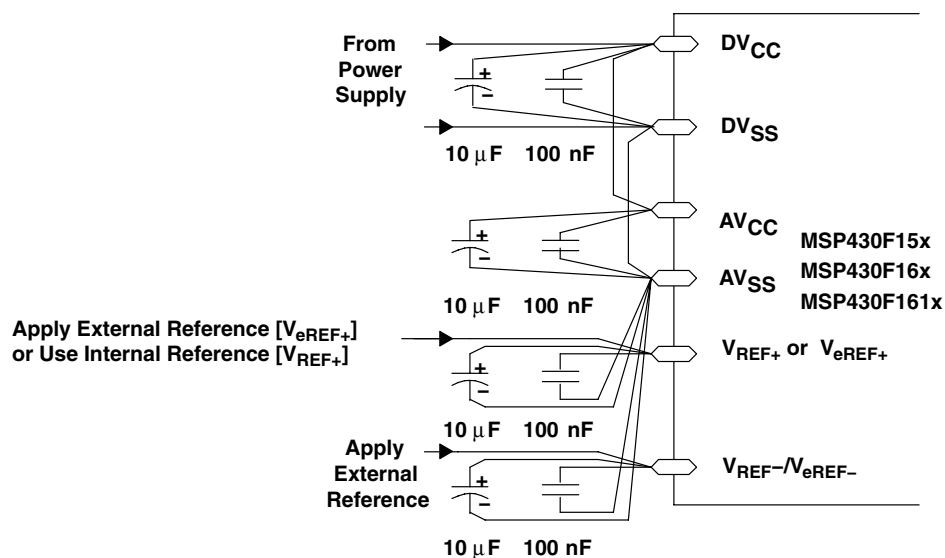 From
Power
Supply
DVCC
+
−
DVSS
10 μF 100 nF
AVCC
+
−
MSP430F15x
AVSS
MSP430F16x
MSP430F161x
10 μF 100 nF
Apply External Reference [VeREF+]
or Use Internal Reference [VREF+]
VREF+ or VeREF+
+
−
10 μF 100 nF
Apply
External
Reference
VREF−/VeREF−
+
−
10 μF 100 nF